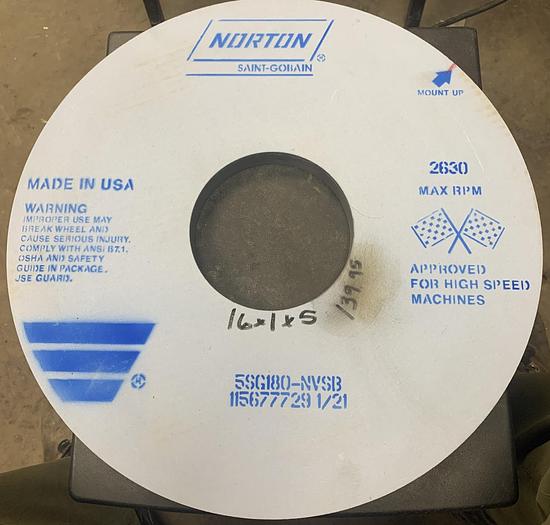 NORTON
®
SAINT-GOBAIN
MOUNT UP
MADE IN USA
WARNING
IMPROPER USE MAY
BREAK WHEEL AND
CAUSE SERIOUS INJURY.
COMPLY WITH ANSI B7.1,
OSHA AND SAFETY
GUIDE IN PACKAGE.
USE GUARD.
2630
MAX RPM
APPROVED
FOR HIGH SPEED
MACHINES
16x1x5
139.95
®
5SG180-NVSB
115677729 1/21